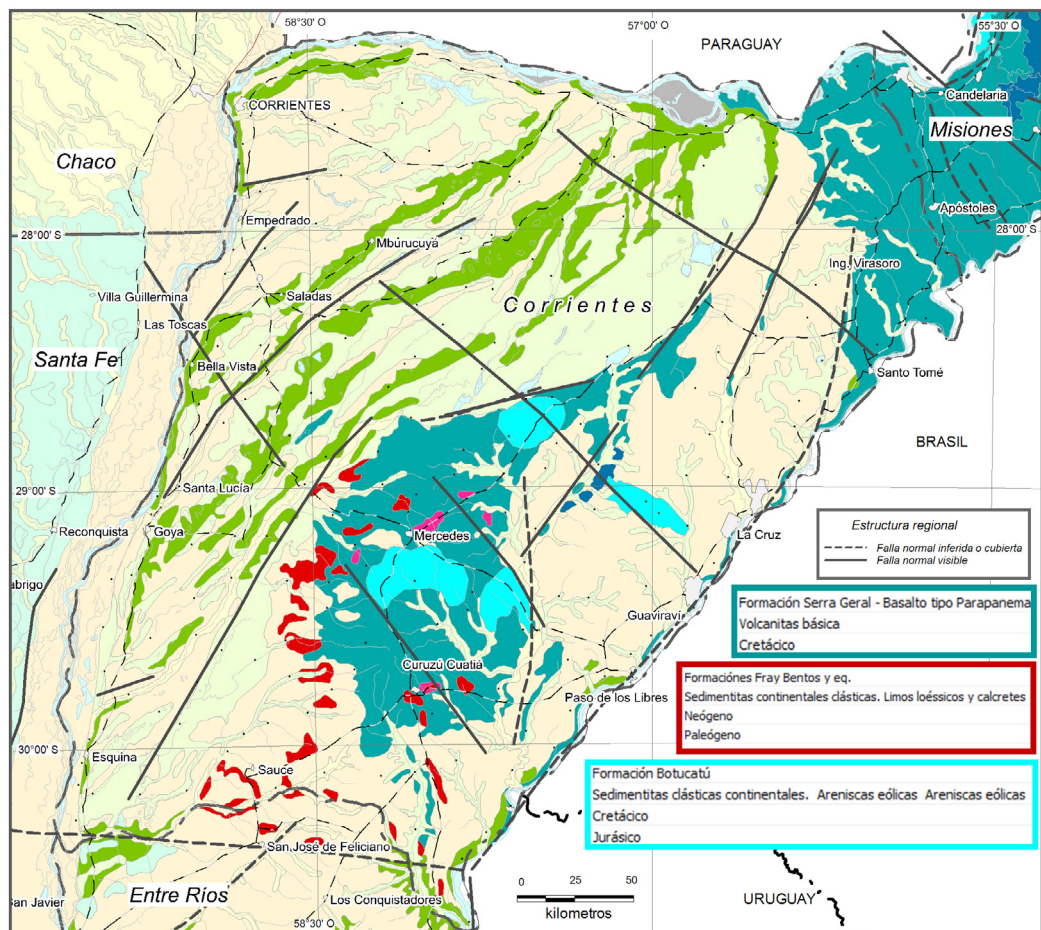 58°30' O
57°00' O
55°30' O
PARAGUAY
Candelaria
CORRIENTES
Misiones
Chaco
Apóstoles
Empedrado
28°00' S
28°00' S
Mburucuyá
Ing. Virasoro
Villa Guillermina
Saladas
Corrientes
Las Toscas
Santa Fe
Bella Vista
Santo Tomé
BRASIL
Santa Lucía
29°00' S
Reconquista
Goya
Mercedes
La Cruz
Estructura regional
Falla normal inferida o cubierta
Falla normal visible
abrigo
Guaviraví
Formación Serra Geral - Basalto tipo Parapanema
Volcanitas básica
Cretácico
Curuzú Cuatiá
Paso de los Libres
Formaciónes Fray Bentos y eq.
Sedimentitas continentales clásticas. Limos loéssicos y calcretes
Neógeno
Paleógeno
30°00' S
Esquina
Sauce
Formación Botucatú
Sedimentitas clásticas continentales. Areniscas eólicas Areniscas eólicas
Cretácico
Jurásico
San José de Feliciano
Entre Ríos
an Javier
Los Conquistadores
58°30' O
0 25 50
kilometros
URUGUAY